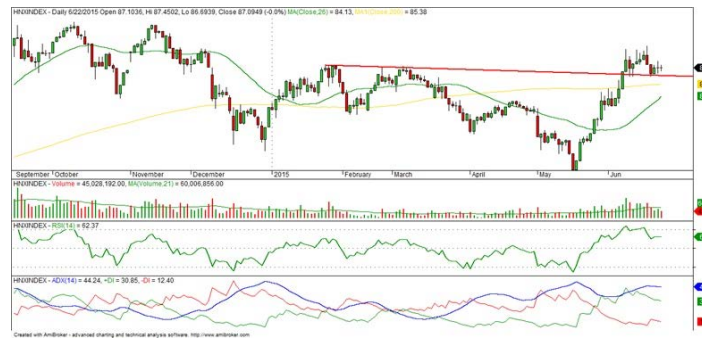 HNXINDEX - Daily 6/22/2015 Open 87.1036, Hi 87.4502, Lo 86.6939, Close 87.0949 (-0.0%) MA(Close,26) = 84.13, = 85.38
September October November December 2015 February March April May Jun
HNXINDEX - Volume = 45,028,192.00, MA(Volume,21) = 60,006,856.00
HNXINDEX - RSI(14) = 62.37
HNXINDEX - ADX(14) = 44.24, +DI = 30.85, -DI = 12.40
Created with AmiBroker - advanced charting and technical analysis software. http://www.amibroker.com